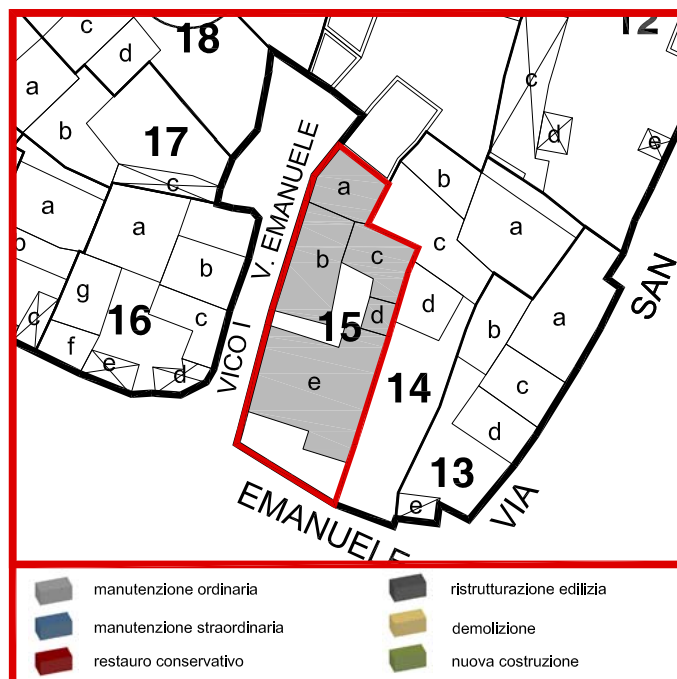 c
18
12
d
a
c
b
17
d
e
c
V. EMANUELE
a
b
a
a
a
c
b
b
c
SAN
g
d
c
16
c
d
15
a
b
f
e
d
VICO I
e
14
c
d
13
e
VIA
EMANUELE
manutenzione ordinaria
ristrutturazione edilizia
manutenzione straordinaria
demolizione
restauro conservativo
nuova costruzione